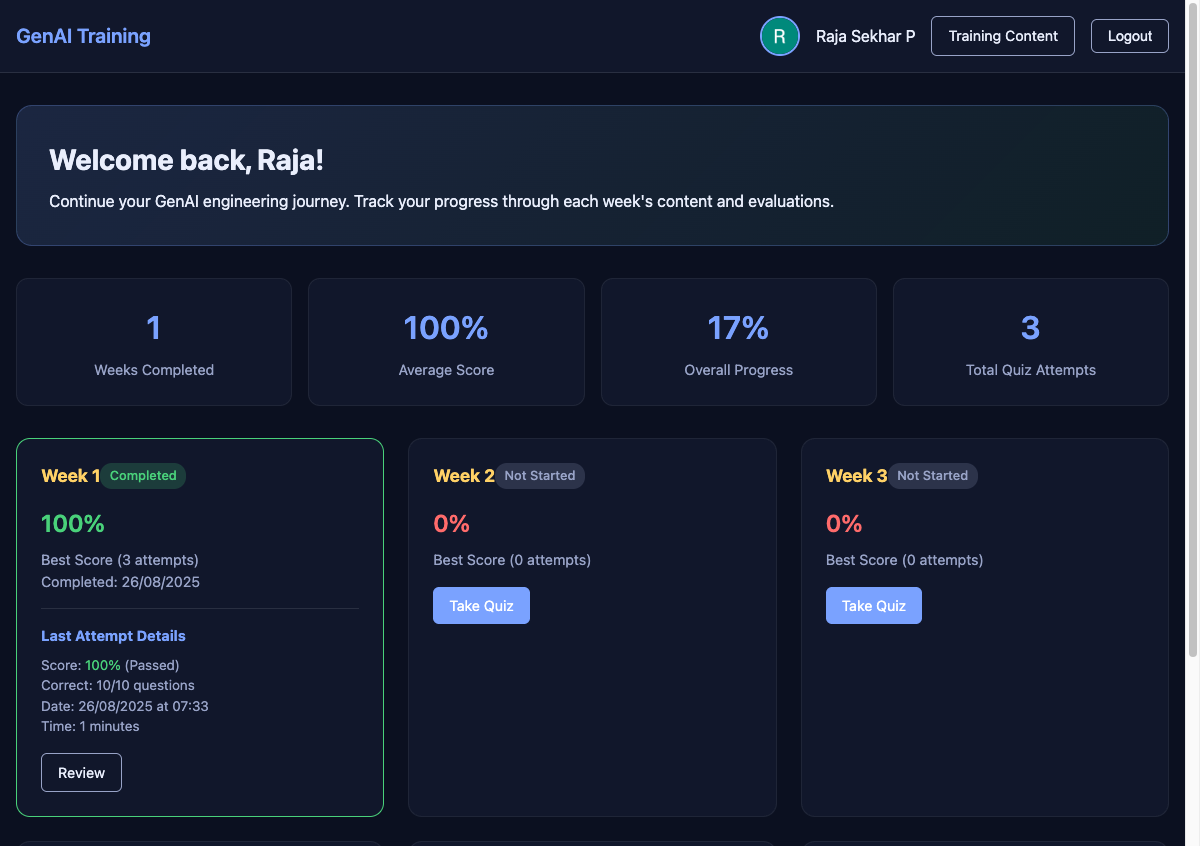 GenAI Training
R
Raja Sekhar P
Training Content
Logout
Welcome back, Raja!
Continue your GenAI engineering journey. Track your progress through each week's content and evaluations.
1
Weeks Completed
100%
Average Score
17%
Overall Progress
3
Total Quiz Attempts
Week 1 Completed
100%
Best Score (3 attempts)
Completed: 26/08/2025
Last Attempt Details
Score: 100% (Passed)
Correct: 10/10 questions
Date: 26/08/2025 at 07:33
Time: 1 minutes
Review
Week 2 Not Started
0%
Best Score (0 attempts)
Take Quiz
Week 3 Not Started
0%
Best Score (0 attempts)
Take Quiz